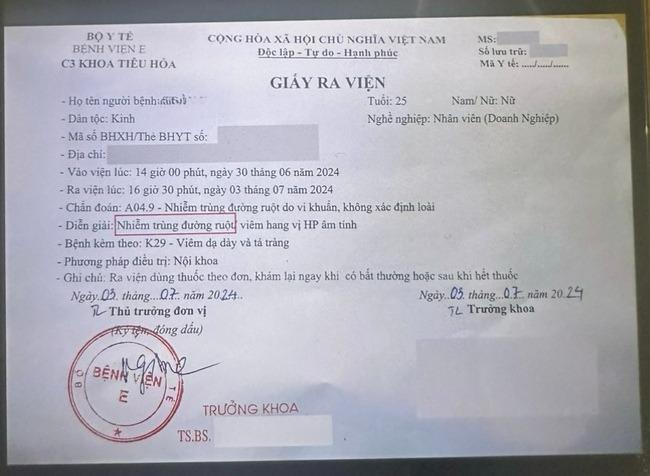 BỘ Y TẾ
BỆNH VIỆN E
C3 KHOA TIÊU HÓA
CỘNG HÒA XÃ HỘI CHỦ NGHĨA VIỆT NAM
Độc lập - Tự do - Hạnh phúc
MS:
Số lưu trữ:
Mã Y tế: ...../...../.....
GIẤY RA VIỆN
- Họ tên người bệnh:
Tuổi: 25
Nam/ Nữ: Nữ
- Dân tộc: Kinh
Nghề nghiệp: Nhân viên (Doanh Nghiệp)
- Mã số BHXH/Thẻ BHYT số:
- Địa chỉ:
- Vào viện lúc: 14 giờ 00 phút, ngày 30 tháng 06 năm 2024
- Ra viện lúc: 16 giờ 30 phút, ngày 03 tháng 07 năm 2024
- Chẩn đoán: A04.9 - Nhiễm trùng đường ruột do vi khuẩn, không xác định loài
- Diễn giải: Nhiễm trùng đường ruột viêm hang vị HP âm tính
- Bệnh kèm theo: K29 - Viêm dạ dày và tá tràng
- Phương pháp điều trị: Nội khoa
- Ghi chú: Ra viện dùng thuốc theo đơn, khám lại ngay khi có bất thường hoặc sau khi hết thuốc
Ngày 03 tháng...07 năm 2024..
TL Thủ trưởng đơn vị
(Ký tên, đóng dấu)
Ngày 03 tháng...07 năm 2024
TL Trưởng khoa
BỘ Y TẾ
BỆNH VIỆN
E
TRƯỞNG KHOA
TS.BS.